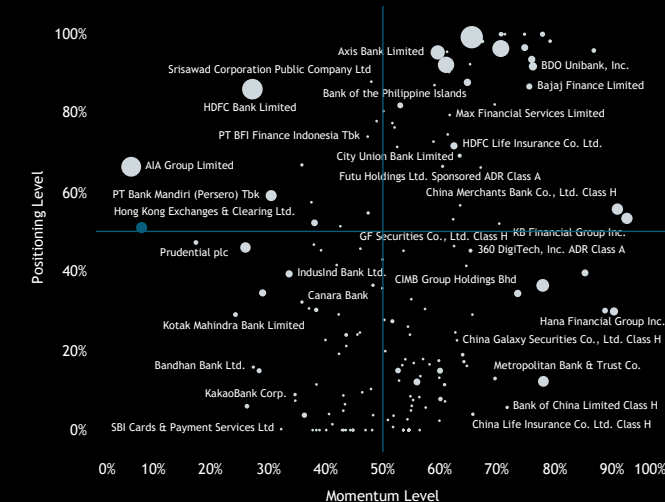 100%
Axis Bank Limited
BDO Unibank, Inc.
Srisawad Corporation Public Company Ltd
Bajaj Finance Limited
Bank of the Philippine Islands
80%
HDFC Bank Limited
Max Financial Services Limited
PT BFI Finance Indonesia Tbk
HDFC Life Insurance Co. Ltd.
City Union Bank Limited
AIA Group Limited
Futu Holdings Ltd. Sponsored ADR Class A
60%
PT Bank Mandiri (Persero) Tbk
China Merchants Bank Co., Ltd. Class H
Hong Kong Exchanges & Clearing Ltd.
Positioning Level
50%
GF Securities Co., Ltd. Class H
KB Financial Group Inc.
Prudential plc
360 DigiTech, Inc. ADR Class A
40%
IndusInd Bank Ltd.
CIMB Group Holdings Bhd
Canara Bank
Kotak Mahindra Bank Limited
Hana Financial Group Inc.
China Galaxy Securities Co., Ltd. Class H
20%
Bandhan Bank Ltd.
Metropolitan Bank & Trust Co.
KakaoBank Corp.
Bank of China Limited Class H
SBI Cards & Payment Services Ltd
China Life Insurance Co. Ltd. Class H
0%
0% 10% 20% 30% 40% 50% 60% 70% 80% 90% 100%
Momentum Level